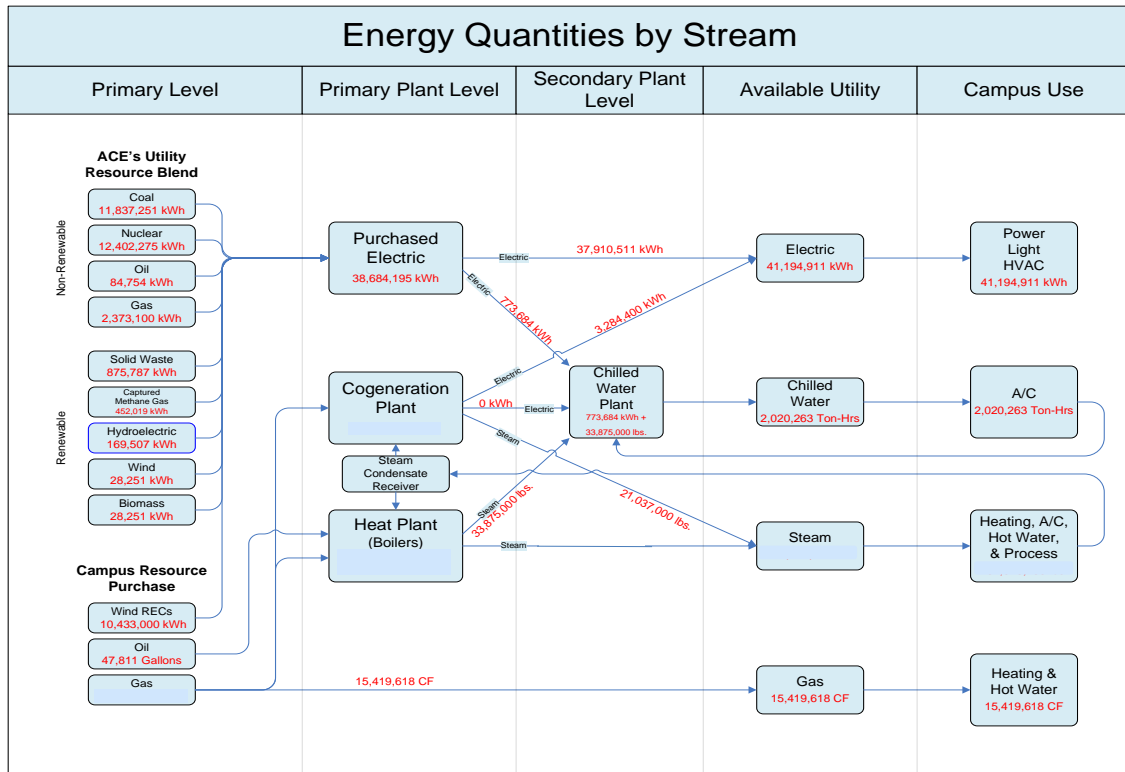 Energy Quantities by Stream
Primary Level
Primary Plant Level
Secondary Plant
Level
Available Utility
Campus Use
ACE's Utility
Resource Blend
Non-Renewable
Coal
11,837,251 kWh
Nuclear
12,402,275 kWh
Oil
84,754 kWh
Gas
2,373,100 kWh
Renewable
Solid Waste
875,787 kWh
Captured
Methane Gas
452,019 kWh
Hydroelectric
169,507 kWh
Wind
28,251 kWh
Biomass
28,251 kWh
Campus Resource
Purchase
Wind RECs
10,433,000 kWh
Oil
47,811 Gallons
Gas
Purchased
Electric
38,684,195 kWh
Cogeneration
Plant
Steam
Condensate
Receiver
Heat Plant
(Boilers)
Electric
37,910,511 kWh
Electric
773,684 kWh
Electric
3,284,400 kWh
0 kWh
Electric
Steam
21,037,000 lbs.
Steam
33,875,000 lbs.
Steam
15,419,618 CF
Chilled
Water
Plant
773,684 kWh +
33,875,000 lbs.
Electric
41,194,911 kWh
Chilled
Water
2,020,263 Ton-Hrs
Steam
Gas
15,419,618 CF
Power
Light
HVAC
41,194,911 kWh
A/C
2,020,263 Ton-Hrs
Heating, A/C,
Hot Water,
& Process
Heating &
Hot Water
15,419,618 CF